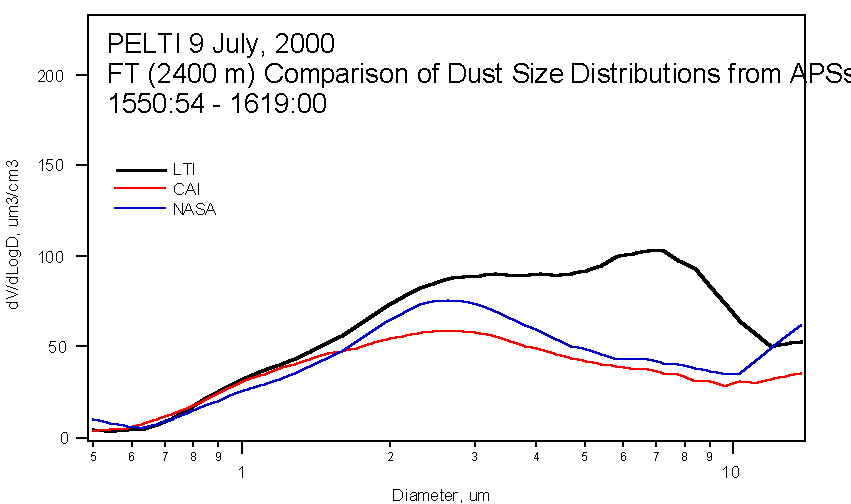 PELTI 9 July, 2000
FT (2400 m) Comparison of Dust Size Distributions from APSs
1550:54 - 1619:00
LTI
CAI
NASA
dV/dLogD, um3/cm3
200
150
100
50
0
5 6 7 8 9 2 3 4 5 6 7 8 9
1 10
Diameter, um